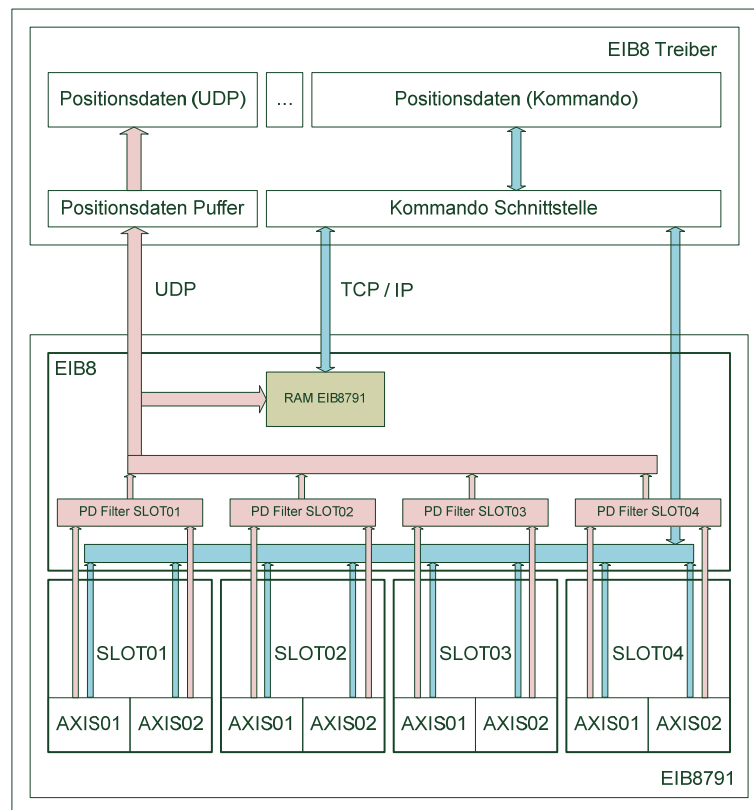 EIB8 Treiber
Positionsdaten (UDP)
...
Positionsdaten (Kommando)
Positionsdaten Puffer
Kommando Schnittstelle
UDP
TCP / IP
EIB8
RAM EIB8791
PD Filter SLOT01
PD Filter SLOT02
PD Filter SLOT03
PD Filter SLOT04
SLOT01
SLOT02
SLOT03
SLOT04
AXIS01
AXIS02
AXIS01
AXIS02
AXIS01
AXIS02
AXIS01
AXIS02
EIB8791